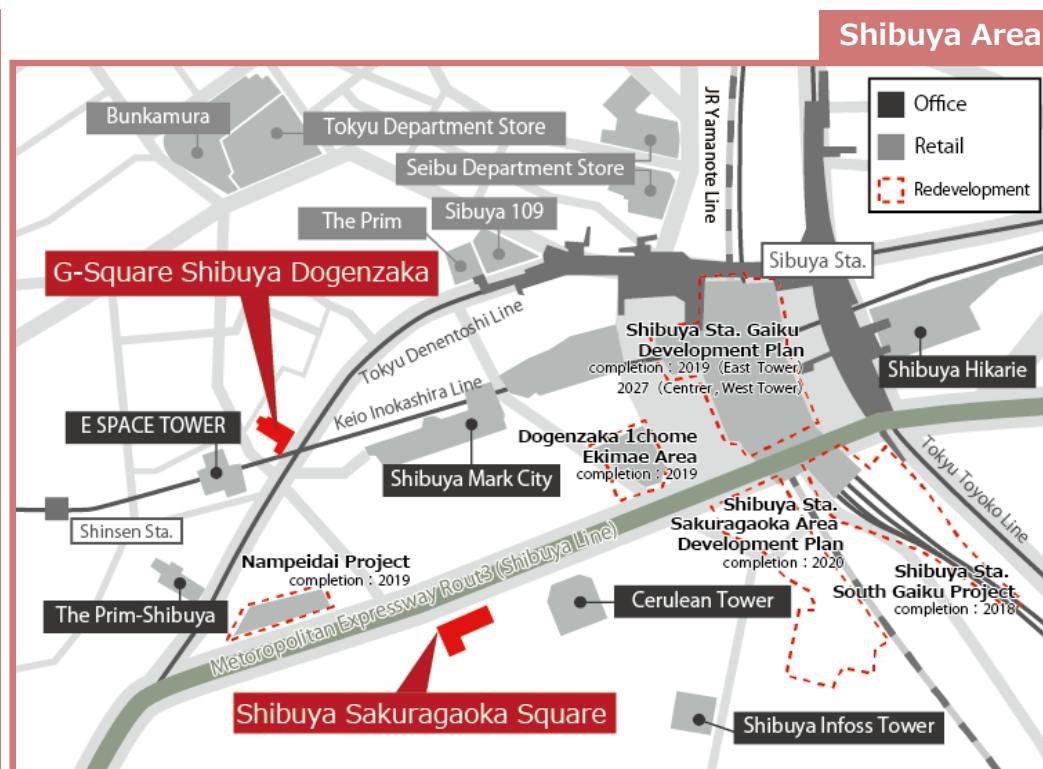 Shibuya Area
Office
Retail
Redevelopment
Bunkamura
Tokyu Department Store
Seibu Department Store
JR Yamanote Line
The Prim
Sibuya 109
Sibuya Sta.
G-Square Shibuya Dogenzaka
Tokyu Denentoshi Line
Shibuya Sta. Gaiku
Development Plan
completion : 2019 (East Tower)
2027 (Centrer , West Tower)
Shibuya Hikarie
Keio Inokashira Line
E SPACE TOWER
Dogenzaka 1chome
Ekimae Area
completion : 2019
Shibuya Mark City
Tokyu Toyoko Line
Shinsen Sta.
Shibuya Sta.
Sakuragaoka Area
Development Plan
completion : 2020
Nampeidai Project
completion : 2019
Metoropolitan Expressway Rout3 (Shibuya Line)
Shibuya Sta.
South Gaiku Project
completion : 2018
The Prim-Shibuya
Cerulean Tower
Shibuya Sakuragaoka Square
Shibuya Infoss Tower